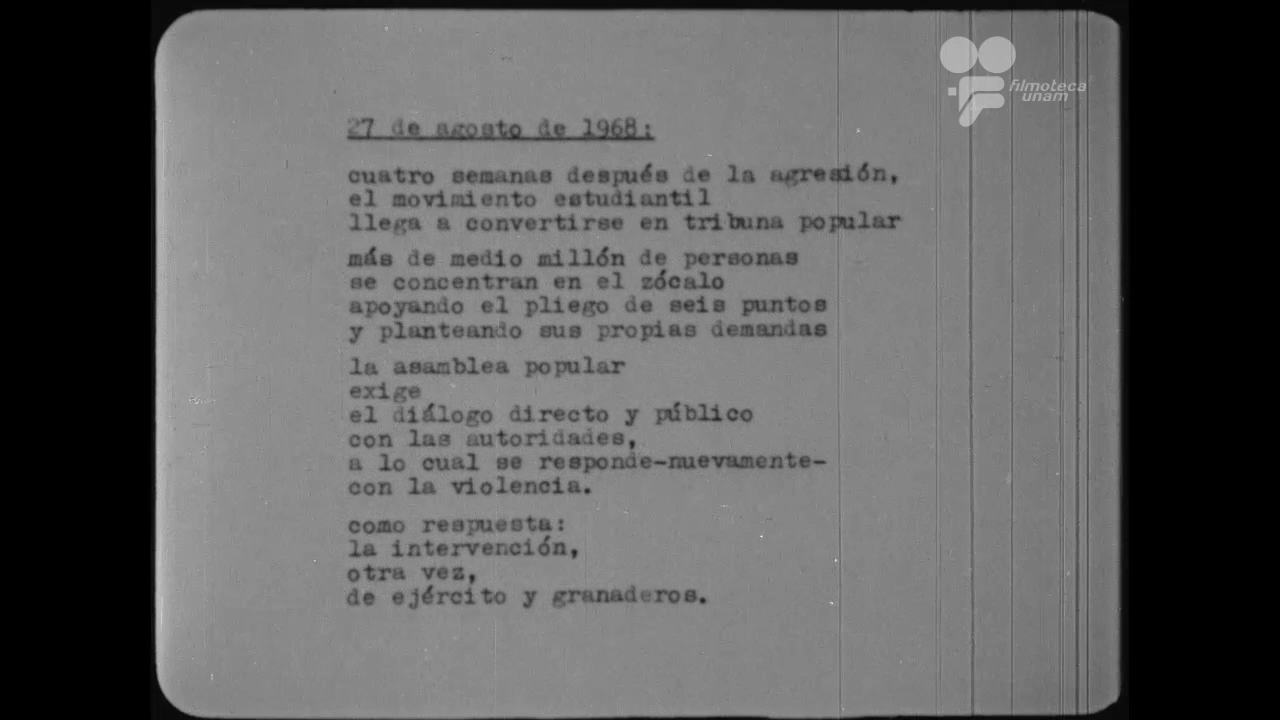 filmoteca
unam
27 de agosto de 1968:
cuatro semanas después de la agresión,
el movimiento estudiantil
llega a convertirse en tribuna popular
más de medio millón de personas
se concentran en el zócalo
apoyando el pliego de seis puntos
y planteando sus propias demandas
la asamblea popular
exige
el diálogo directo y público
con las autoridades,
a lo cual se responde-nuevamente-
con la violencia.
como respuesta:
la intervención,
otra vez,
de ejército y granaderos.